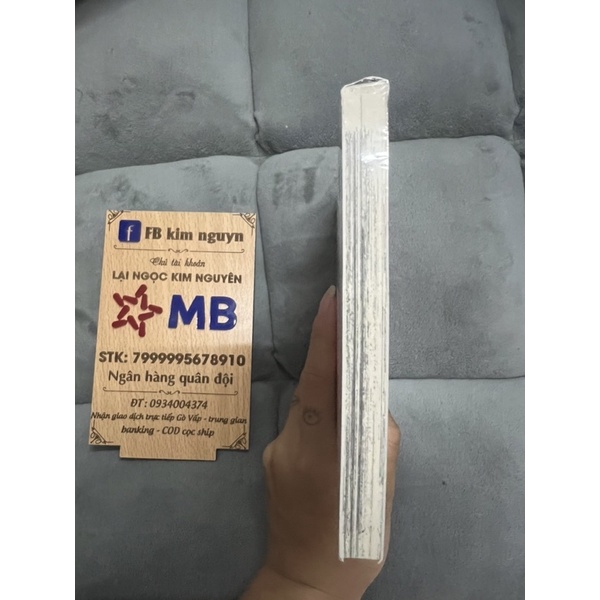 f FB kim nguyn
Chủ tài khoản
LẠI NGỌC KIM NGUYÊN
MB
STK: 7999995678910
Ngân hàng quân đội
ĐT : 0934004374
Nhận giao dịch trực tiếp Gò Vấp - trung gian
banking - COD cọc ship